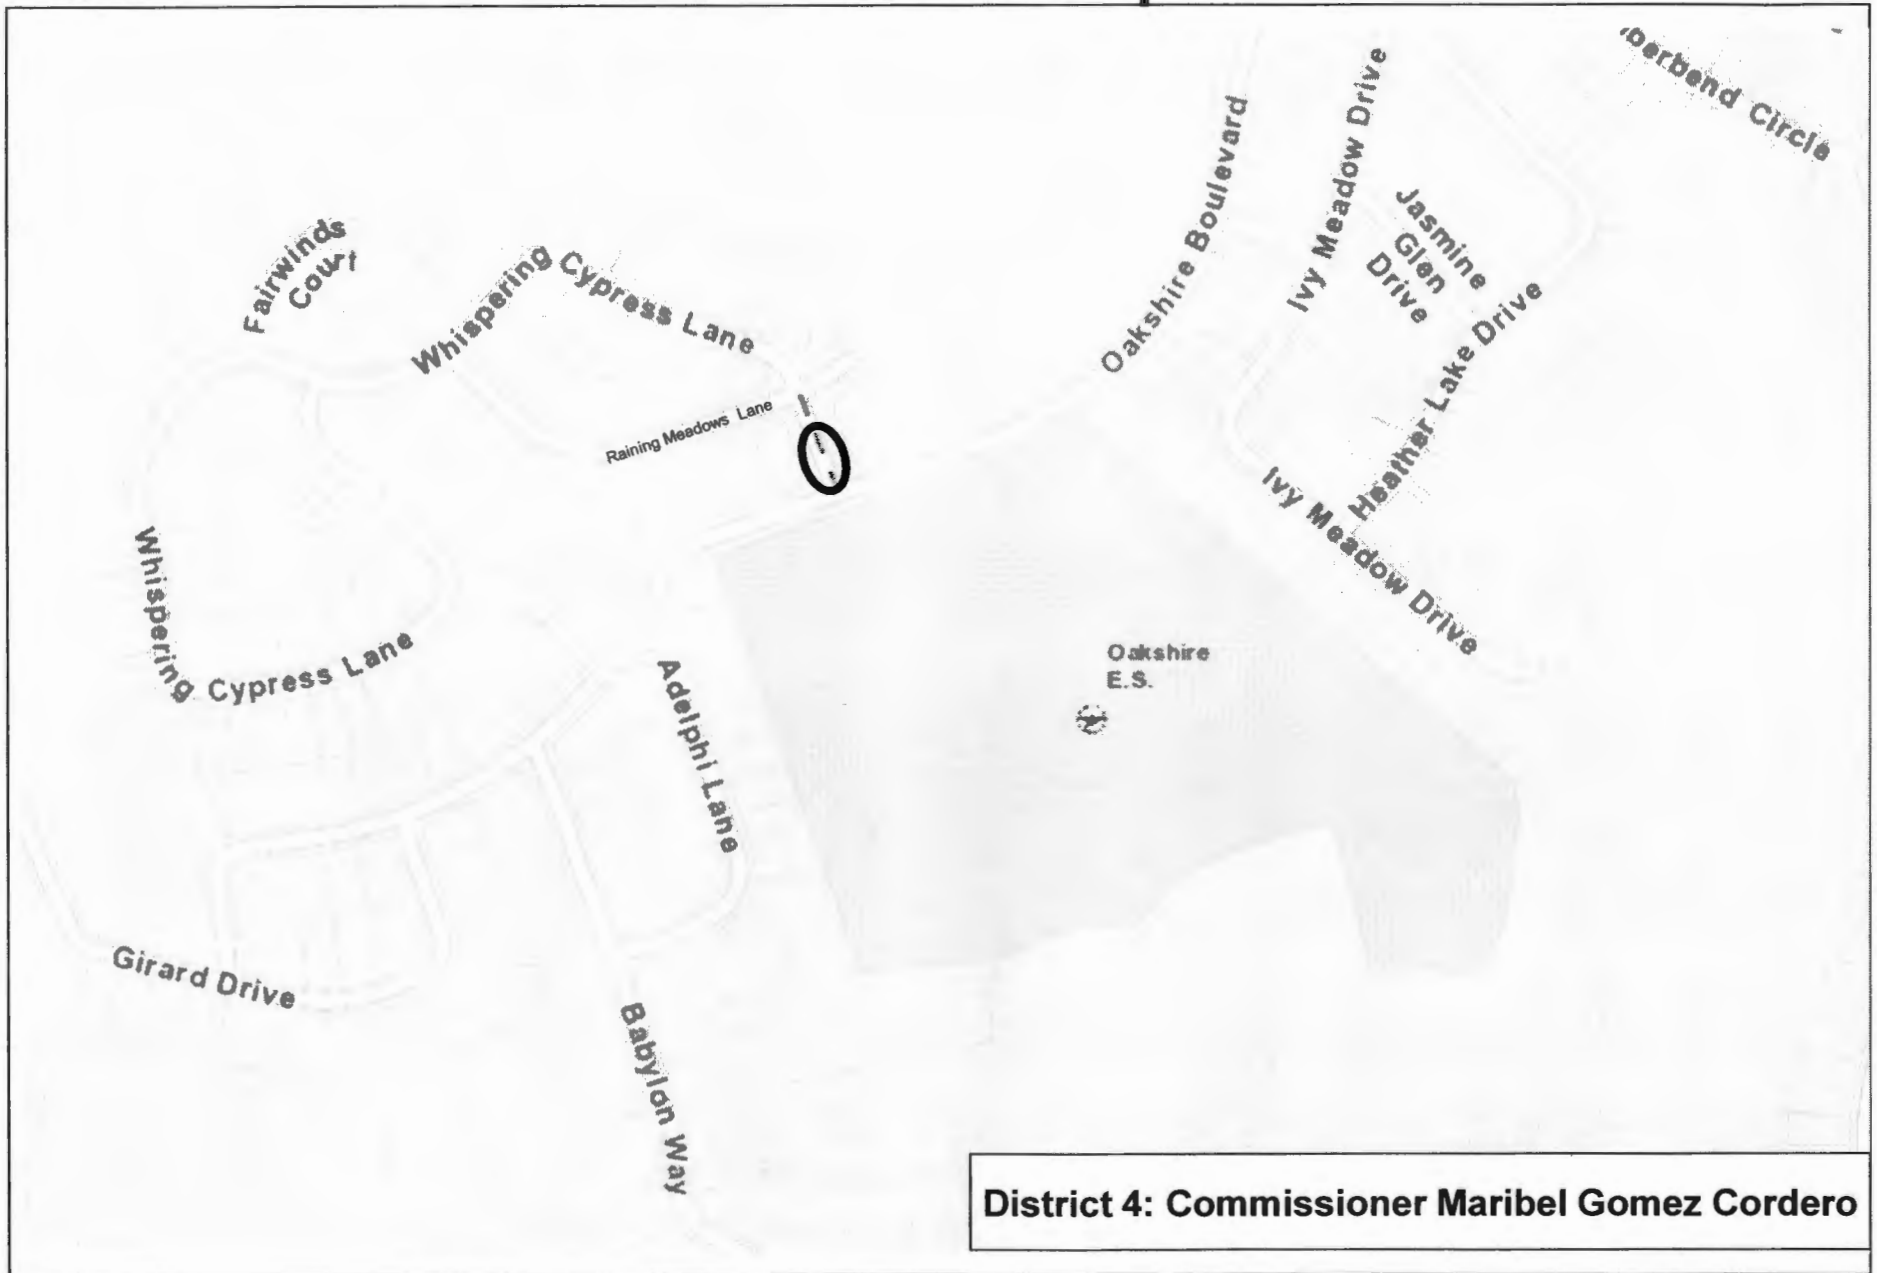 berbend Circle
Ivy Meadow Drive
Oakshire Boulevard
Jasmine
Glen
Drive
Fairwinds
Court
Whispering Cypress Lane
Heather Lake Drive
Raining Meadows Lane
Ivy Meadow Drive
Whispering Cypress Lane
Oakshire
E.S.
Adelphi Lane
Girard Drive
Babylon Way
District 4: Commissioner Maribel Gomez Cordero